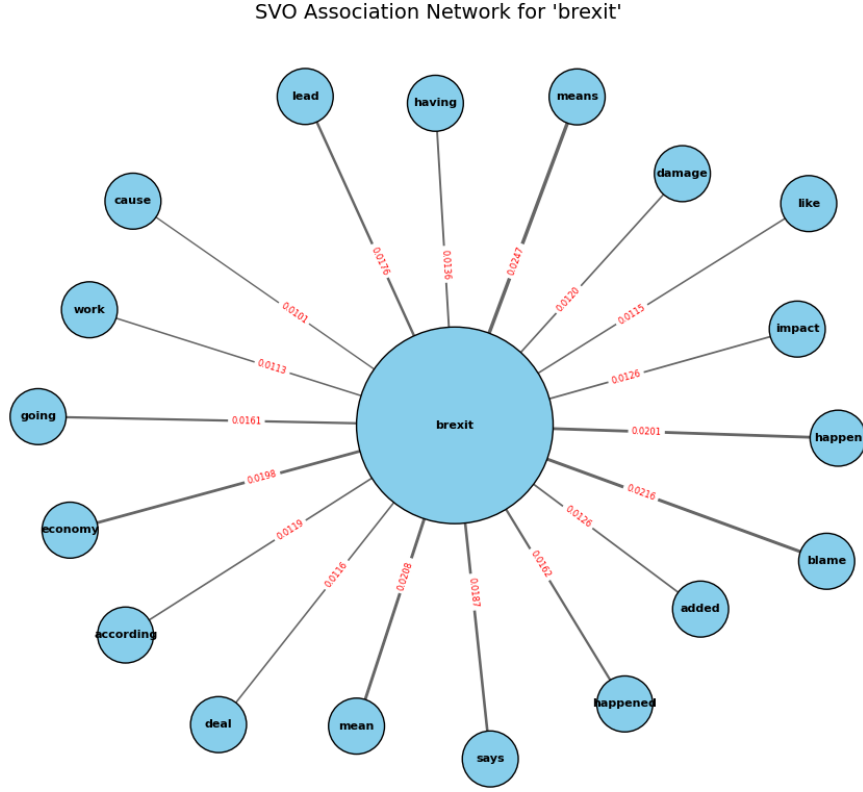 SVO Association Network for 'brexit'
lead
having
means
damage
like
cause
impact
work
going
happen
brexit
economy
blame
according
added
deal
mean
says
happened
0.0176
0.0136
0.0247
0.0120
0.0115
0.0101
0.0126
0.0113
0.0161
0.0201
0.0198
0.0216
0.0119
0.0126
0.0116
0.0208
0.0187
0.0162